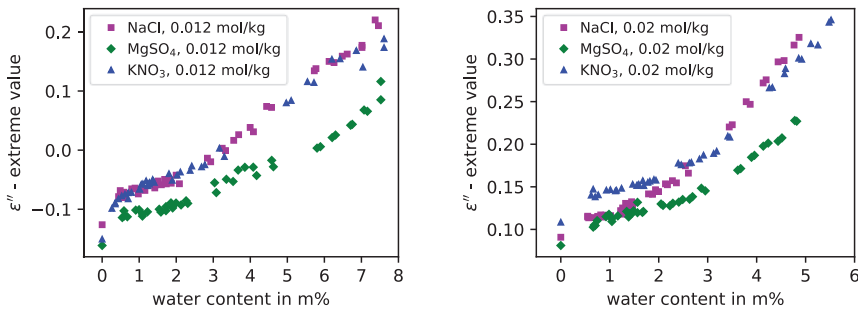 NaCl, 0.012 mol/kg
MgSO₄, 0.012 mol/kg
KNO₃, 0.012 mol/kg
0.2
0.1
0.0
−0.1
ε′′ - extreme value
0 1 2 3 4 5 6 7 8
water content in m%
NaCl, 0.02 mol/kg
MgSO₄, 0.02 mol/kg
KNO₃, 0.02 mol/kg
0.35
0.30
0.25
0.20
0.15
0.10
ε′′ - extreme value
0 1 2 3 4 5 6
water content in m%